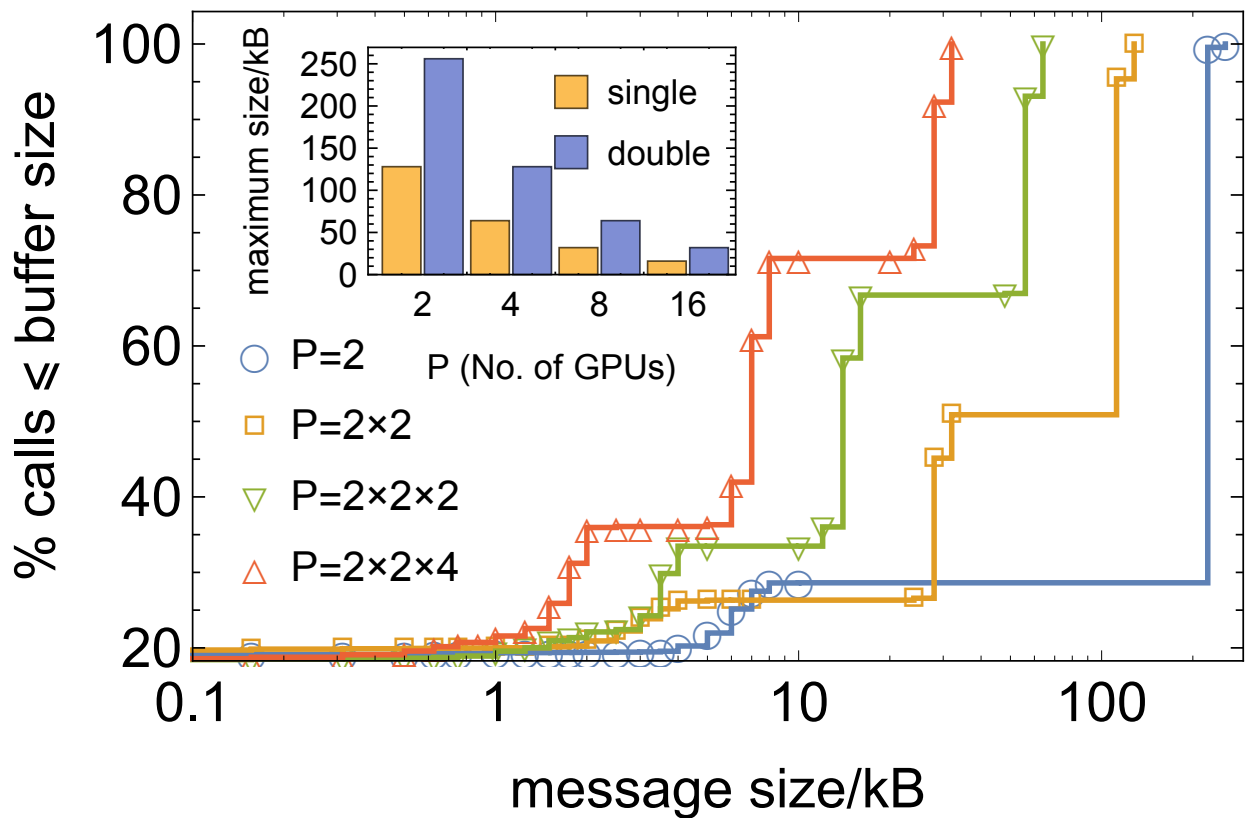 % calls ⩽ buffer size
100
80
60
40
20
0.1
1
10
100
message size/kB
maximum size/kB
250
200
150
100
50
0
2
4
8
16
P (No. of GPUs)
single
double
P=2
P=2×2
P=2×2×2
P=2×2×4